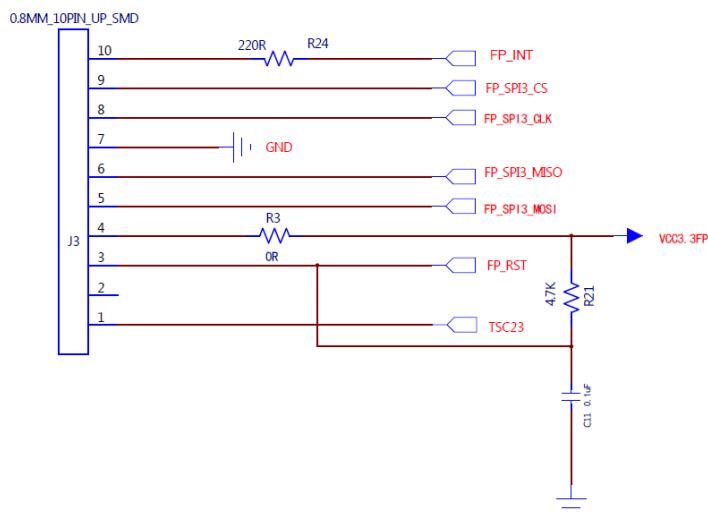 0.8MM_10PIN_UP_SMD
10
220R
R24
FP_INT
9
FP_SPI3_CS
8
FP_SPI3_CLK
7
GND
6
FP_SPI3_MISO
5
FP_SPI3_MOSI
R3
4
J3
VCC3.3FP
0R
3
FP_RST
4.7K
R21
2
1
TSC23
C11 0.1uF